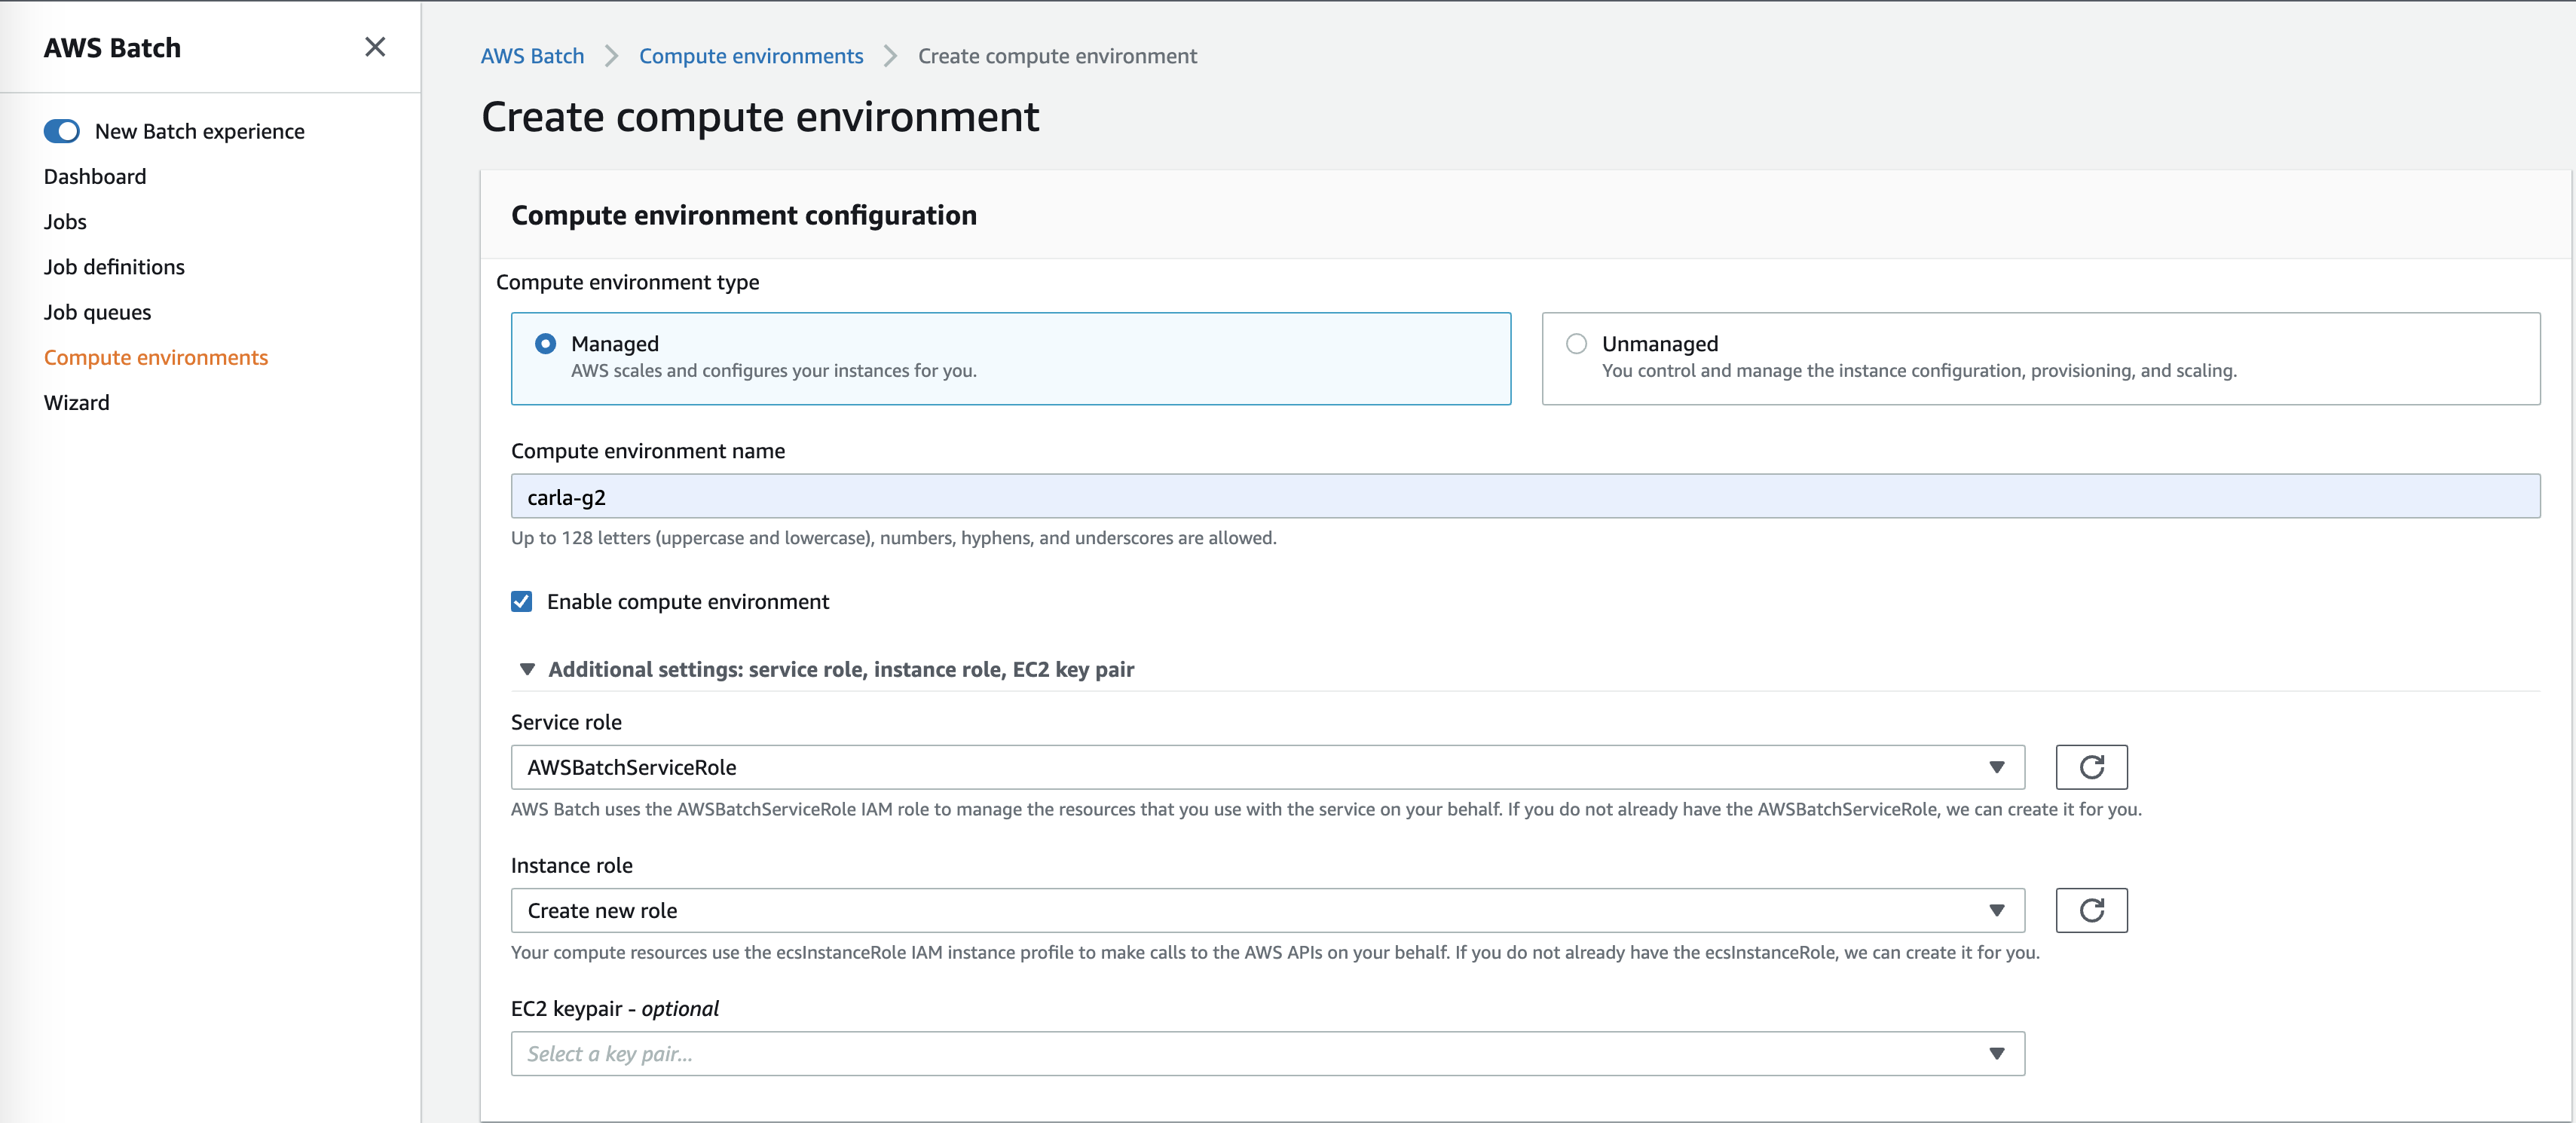 AWS Batch
New Batch experience
Dashboard
Jobs
Job definitions
Job queues
Compute environments
Wizard
AWS Batch > Compute environments > Create compute environment
Create compute environment
Compute environment configuration
Compute environment type
Managed
AWS scales and configures your instances for you.
Unmanaged
You control and manage the instance configuration, provisioning, and scaling.
Compute environment name
carla-g2
Up to 128 letters (uppercase and lowercase), numbers, hyphens, and underscores are allowed.
Enable compute environment
Additional settings: service role, instance role, EC2 key pair
Service role
AWSBatchServiceRole
AWS Batch uses the AWSBatchServiceRole IAM role to manage the resources that you use with the service on your behalf. If you do not already have the AWSBatchServiceRole, we can create it for you.
Instance role
Create new role
Your compute resources use the ecsInstanceRole IAM instance profile to make calls to the AWS APIs on your behalf. If you do not already have the ecsInstanceRole, we can create it for you.
EC2 keypair - optional
Select a key pair...